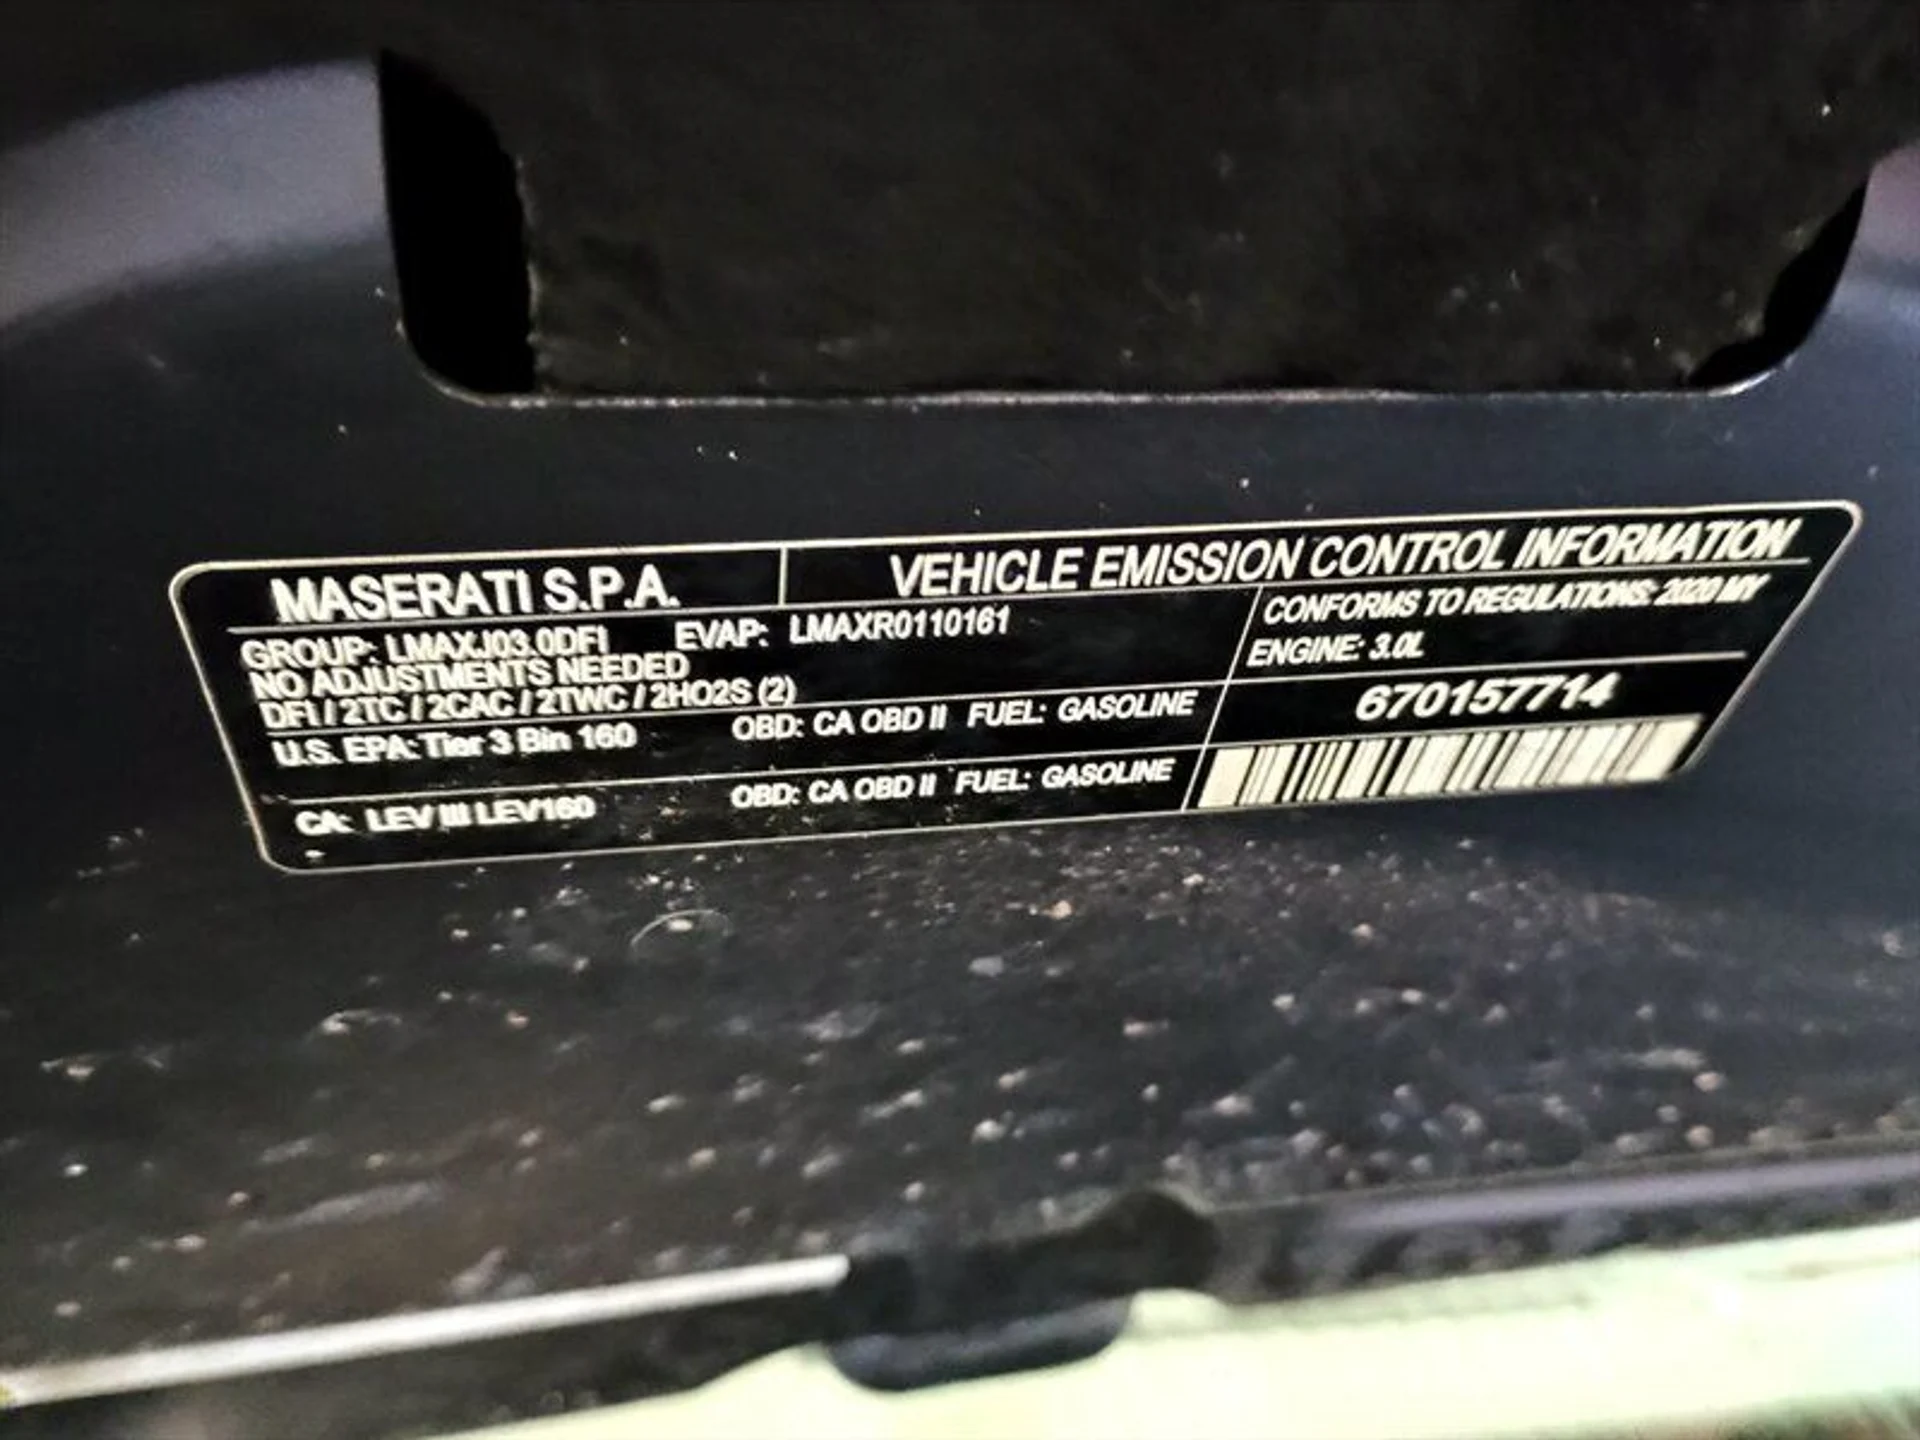 MASERATI S.P.A. VEHICLE EMISSION CONTROL INFORMATION
GROUP: LMAXJ03.0DFI EVAP: LMAXR0110161
NO ADJUSTMENTS NEEDED
DFI / 2TC / 2CAC / 2TWC / 2HO2S (2)
CONFORMS TO REGULATIONS: 2020 MY
ENGINE: 3.0L
U.S. EPA: Tier 3 Bin 160 OBD: CA OBD II FUEL: GASOLINE
670157714
CA: LEV III LEV160 OBD: CA OBD II FUEL: GASOLINE